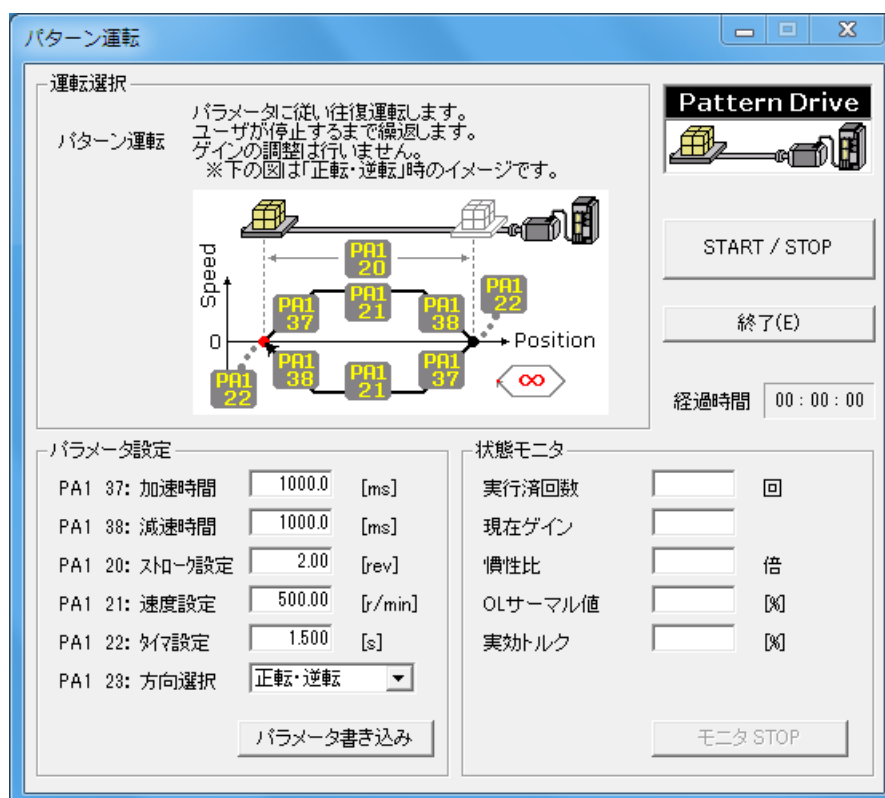 パターン運転
運転選択
パターン運転
パラメータに従い往復運転します。
ユーザが停止するまで繰返します。
ゲインの調整は行いません。
※下の図は「正転・逆転」時のイメージです。
Speed
0
Position
PA1 20
PA1 37
PA1 21
PA1 38
PA1 22
PA1 22
PA1 38
PA1 21
PA1 37
∞
Pattern Drive
START / STOP
終了(E)
経過時間 00:00:00
パラメータ設定
PA1 37: 加速時間 1000.0 [ms]
PA1 38: 減速時間 1000.0 [ms]
PA1 20: ストローク設定 2.00 [rev]
PA1 21: 速度設定 500.00 [r/min]
PA1 22: タイマ設定 1.500 [s]
PA1 23: 方向選択 正転・逆転
パラメータ書き込み
状態モニタ
実行済回数 回
現在ゲイン
慣性比 倍
OLサーマル値 [%]
実効トルク [%]
モニタ STOP